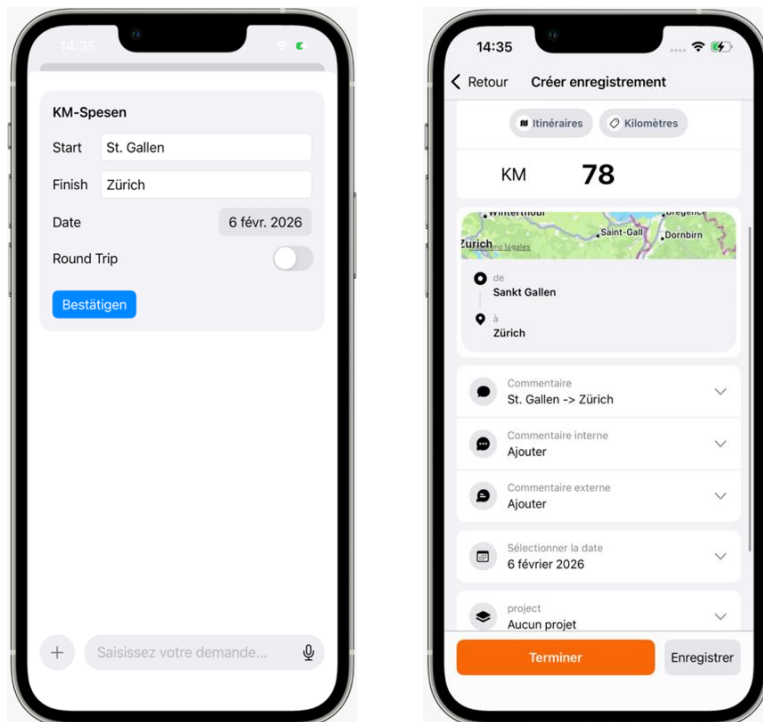 14:35
KM-Spesen
Start St. Gallen
Finish Zürich
Date 6 févr. 2026
Round Trip
Bestätigen
Saisissez votre demande...
14:35
Retour Créer enregistrement
Itinéraires Kilomètres
KM 78
Winterthur Bregence
Saint-Gall Dornbirn
Zurich
légales
de
Sankt Gallen
à
Zürich
Commentaire
St. Gallen -> Zürich
Commentaire interne
Ajouter
Commentaire externe
Ajouter
Sélectionner la date
6 février 2026
project
Aucun projet
Terminer Enregistrer